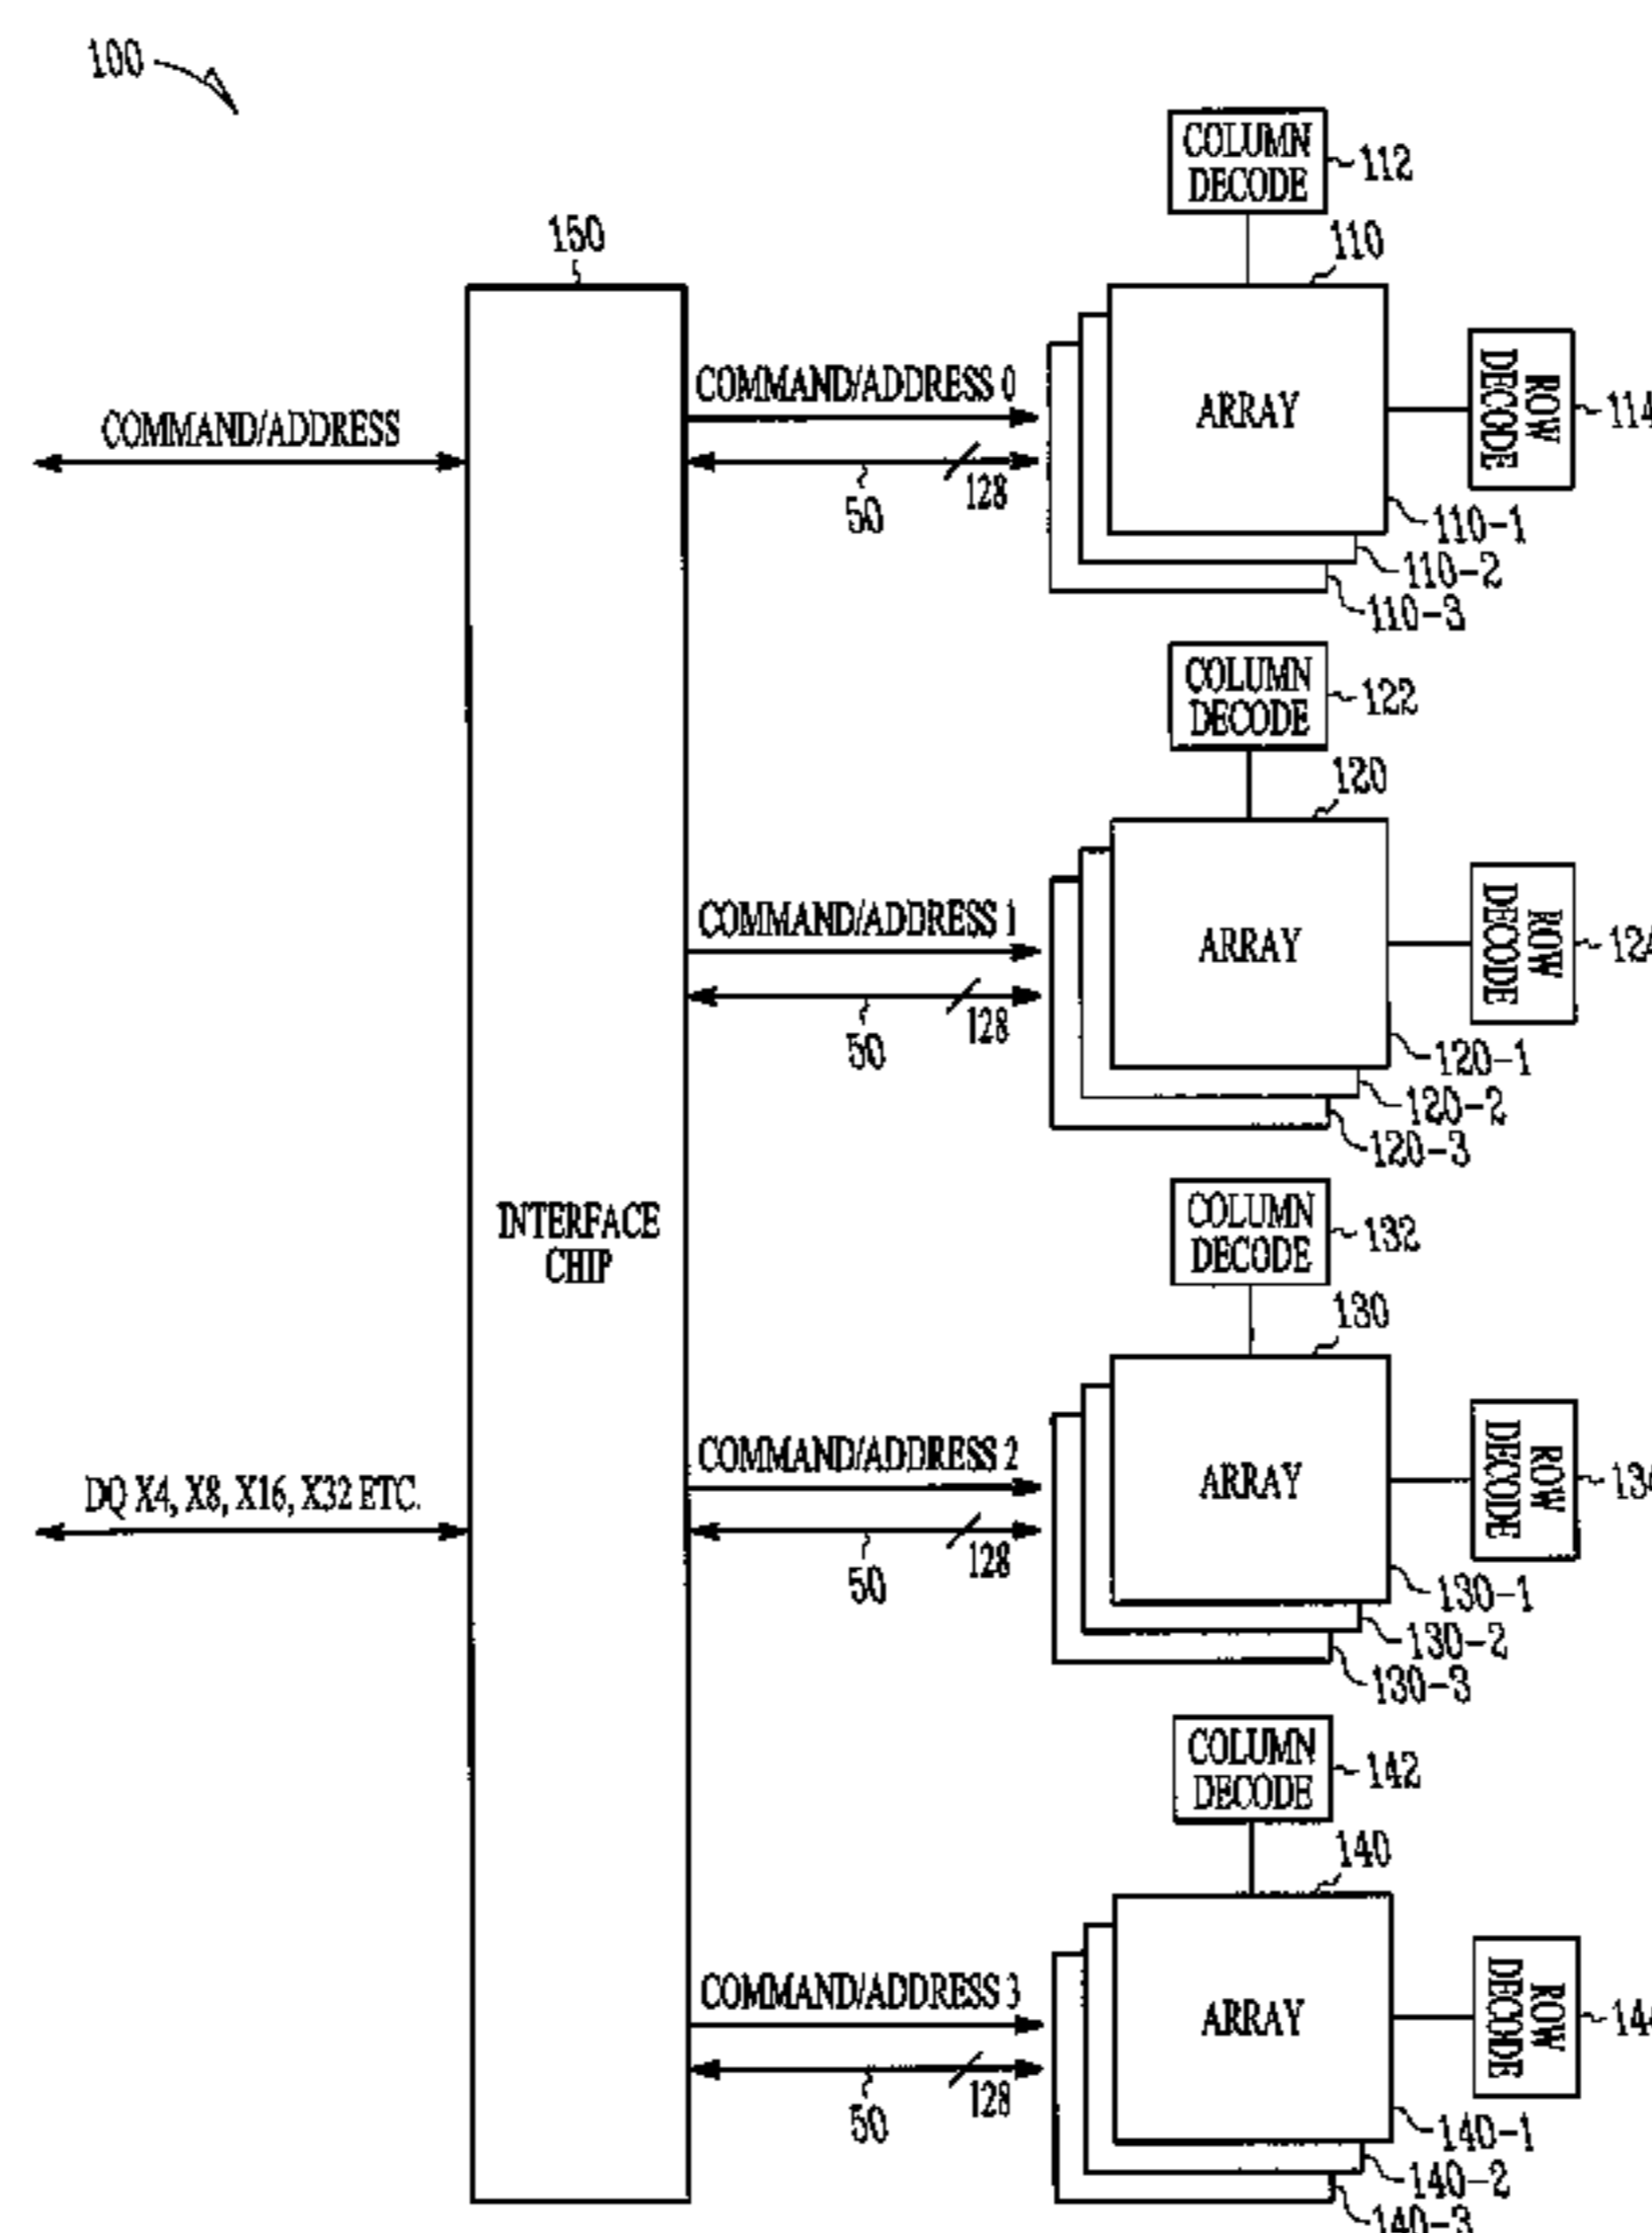 100
COLUMN
DECODE
112
110
150
COMMAND/ADDRESS 0
COMMAND/ADDRESS
ARRAY
ROW
DECODE
114
50
128
110-1
110-2
110-3
COLUMN
DECODE
122
120
COMMAND/ADDRESS 1
ARRAY
ROW
DECODE
50
128
120-1
120-2
120-3
INTERFACE
CHIP
COLUMN
DECODE
132
130
COMMAND/ADDRESS 2
DQ X4, X8, X16, X32 ETC.
ARRAY
ROW
DECODE
50
128
130-1
130-2
130-3
COLUMN
DECODE
142
140
COMMAND/ADDRESS 3
ARRAY
ROW
DECODE
50
128
140-1
140-2
140-3